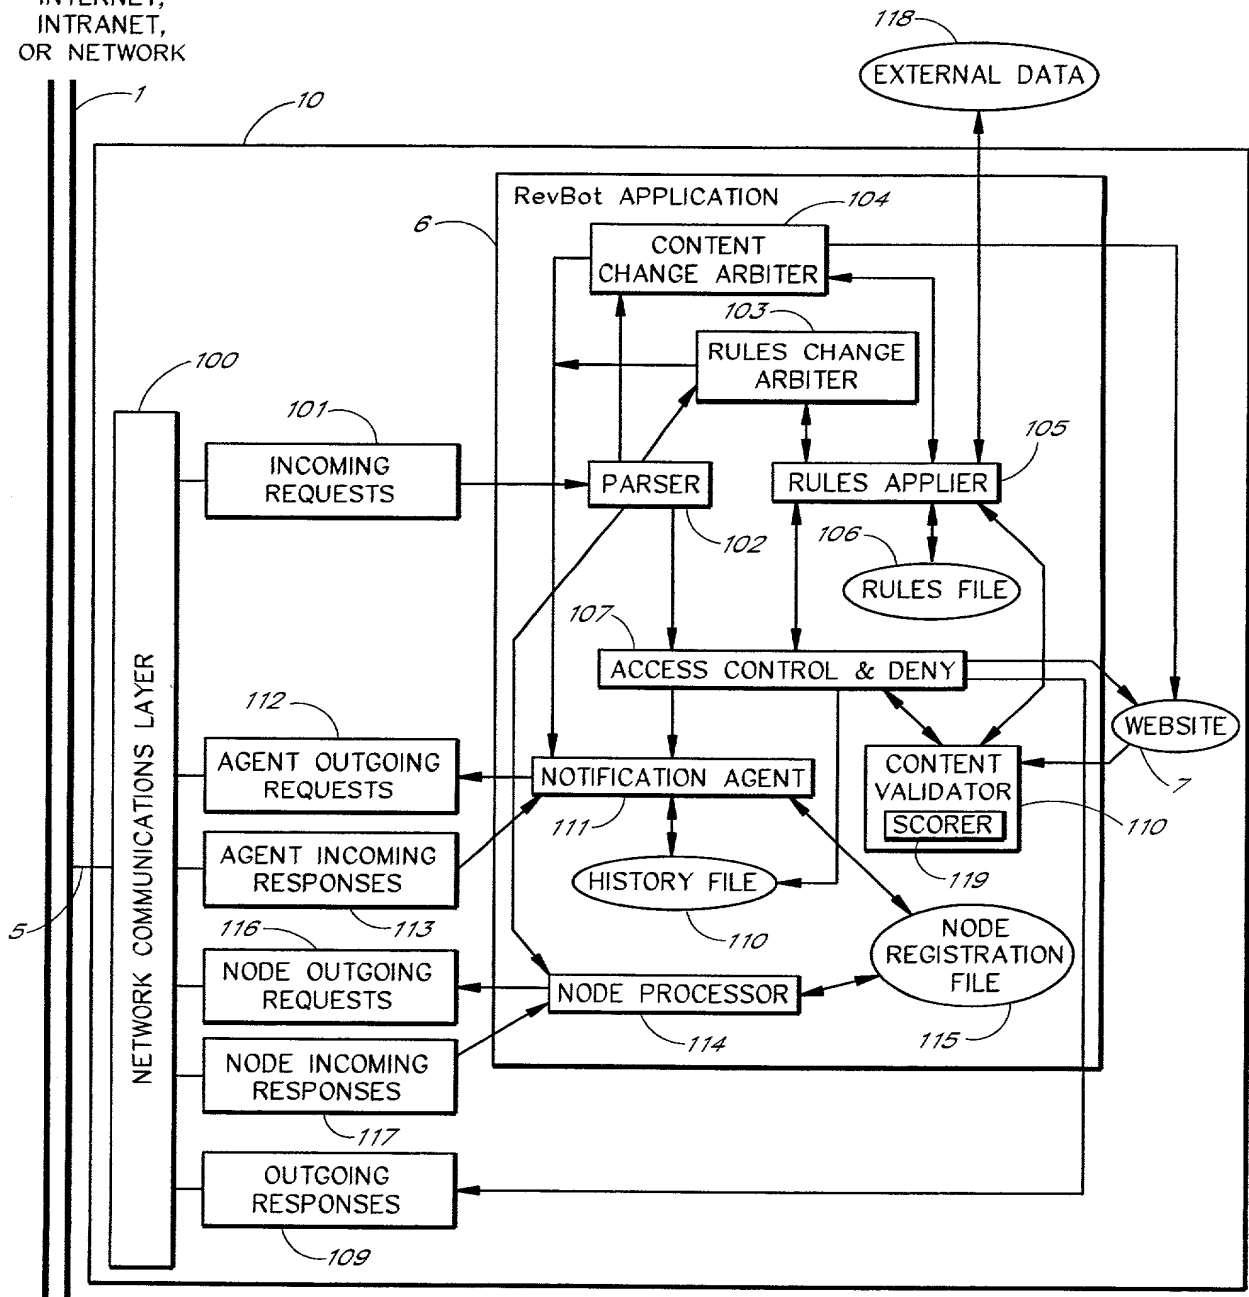 INTERNET,
INTRANET,
OR NETWORK
1
10
118
EXTERNAL DATA
RevBot APPLICATION
6
104
CONTENT
CHANGE ARBITER
103
RULES CHANGE
ARBITER
100
101
INCOMING
REQUESTS
PARSER
102
105
RULES APPLIER
106
RULES FILE
107
ACCESS CONTROL & DENY
NETWORK COMMUNICATIONS LAYER
112
AGENT OUTGOING
REQUESTS
NOTIFICATION AGENT
111
CONTENT
VALIDATOR
SCORER
119
110
WEBSITE
7
AGENT INCOMING
RESPONSES
113
HISTORY FILE
110
5
116
NODE OUTGOING
REQUESTS
NODE PROCESSOR
114
NODE
REGISTRATION
FILE
115
NODE INCOMING
RESPONSES
117
OUTGOING
RESPONSES
109